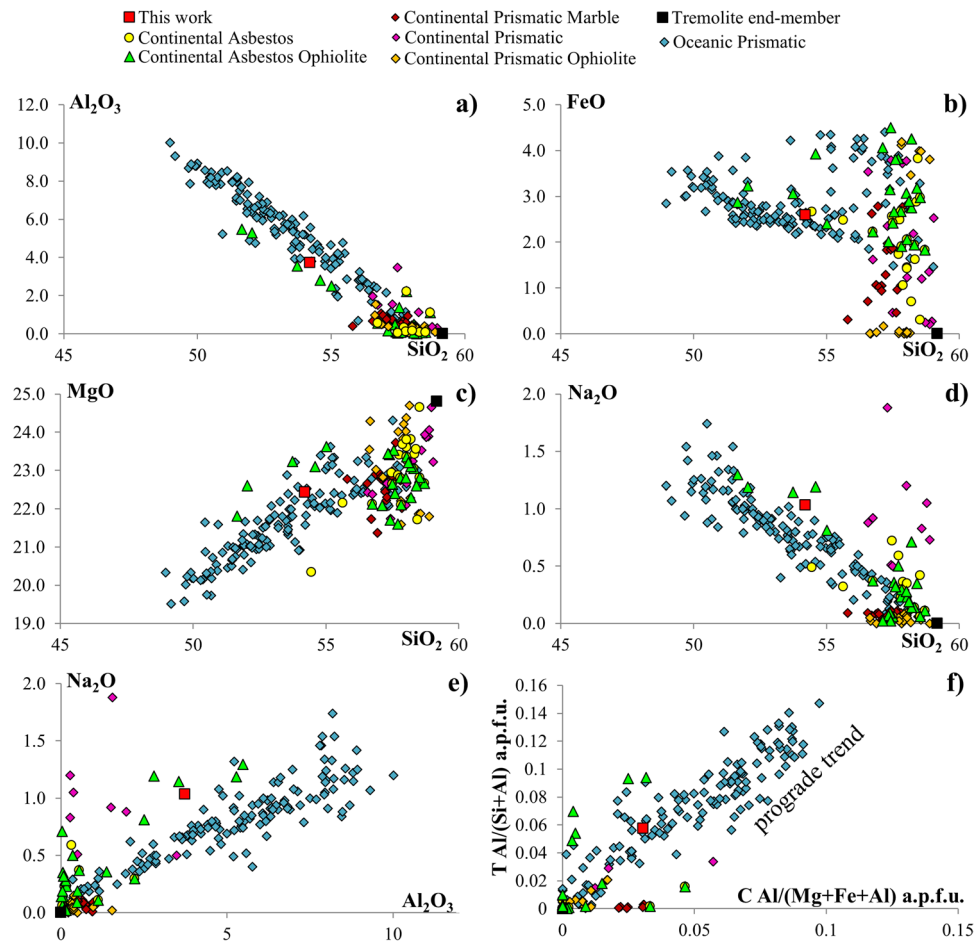 This work
Continental Prismatic Marble
Tremolite end-member
Continental Asbestos
Continental Prismatic
Oceanic Prismatic
Continental Asbestos Ophiolite
Continental Prismatic Ophiolite
Al₂O₃
a)
12.0
10.0
8.0
6.0
4.0
2.0
0.0
45 50 55 60
SiO₂
FeO
b)
5.0
4.0
3.0
2.0
1.0
0.0
45 50 55 60
SiO₂
MgO
c)
25.0
24.0
23.0
22.0
21.0
20.0
19.0
45 50 55 60
SiO₂
Na₂O
d)
2.0
1.5
1.0
0.5
0.0
45 50 55 60
SiO₂
Na₂O
e)
2.0
1.5
1.0
0.5
0.0
0 5 10
Al₂O₃
T Al/(Si+Al) a.p.f.u.
f)
0.16
0.14
0.12
0.1
0.08
0.06
0.04
0.02
0
prograde trend
C Al/(Mg+Fe+Al) a.p.f.u.
0 0.05 0.1 0.15